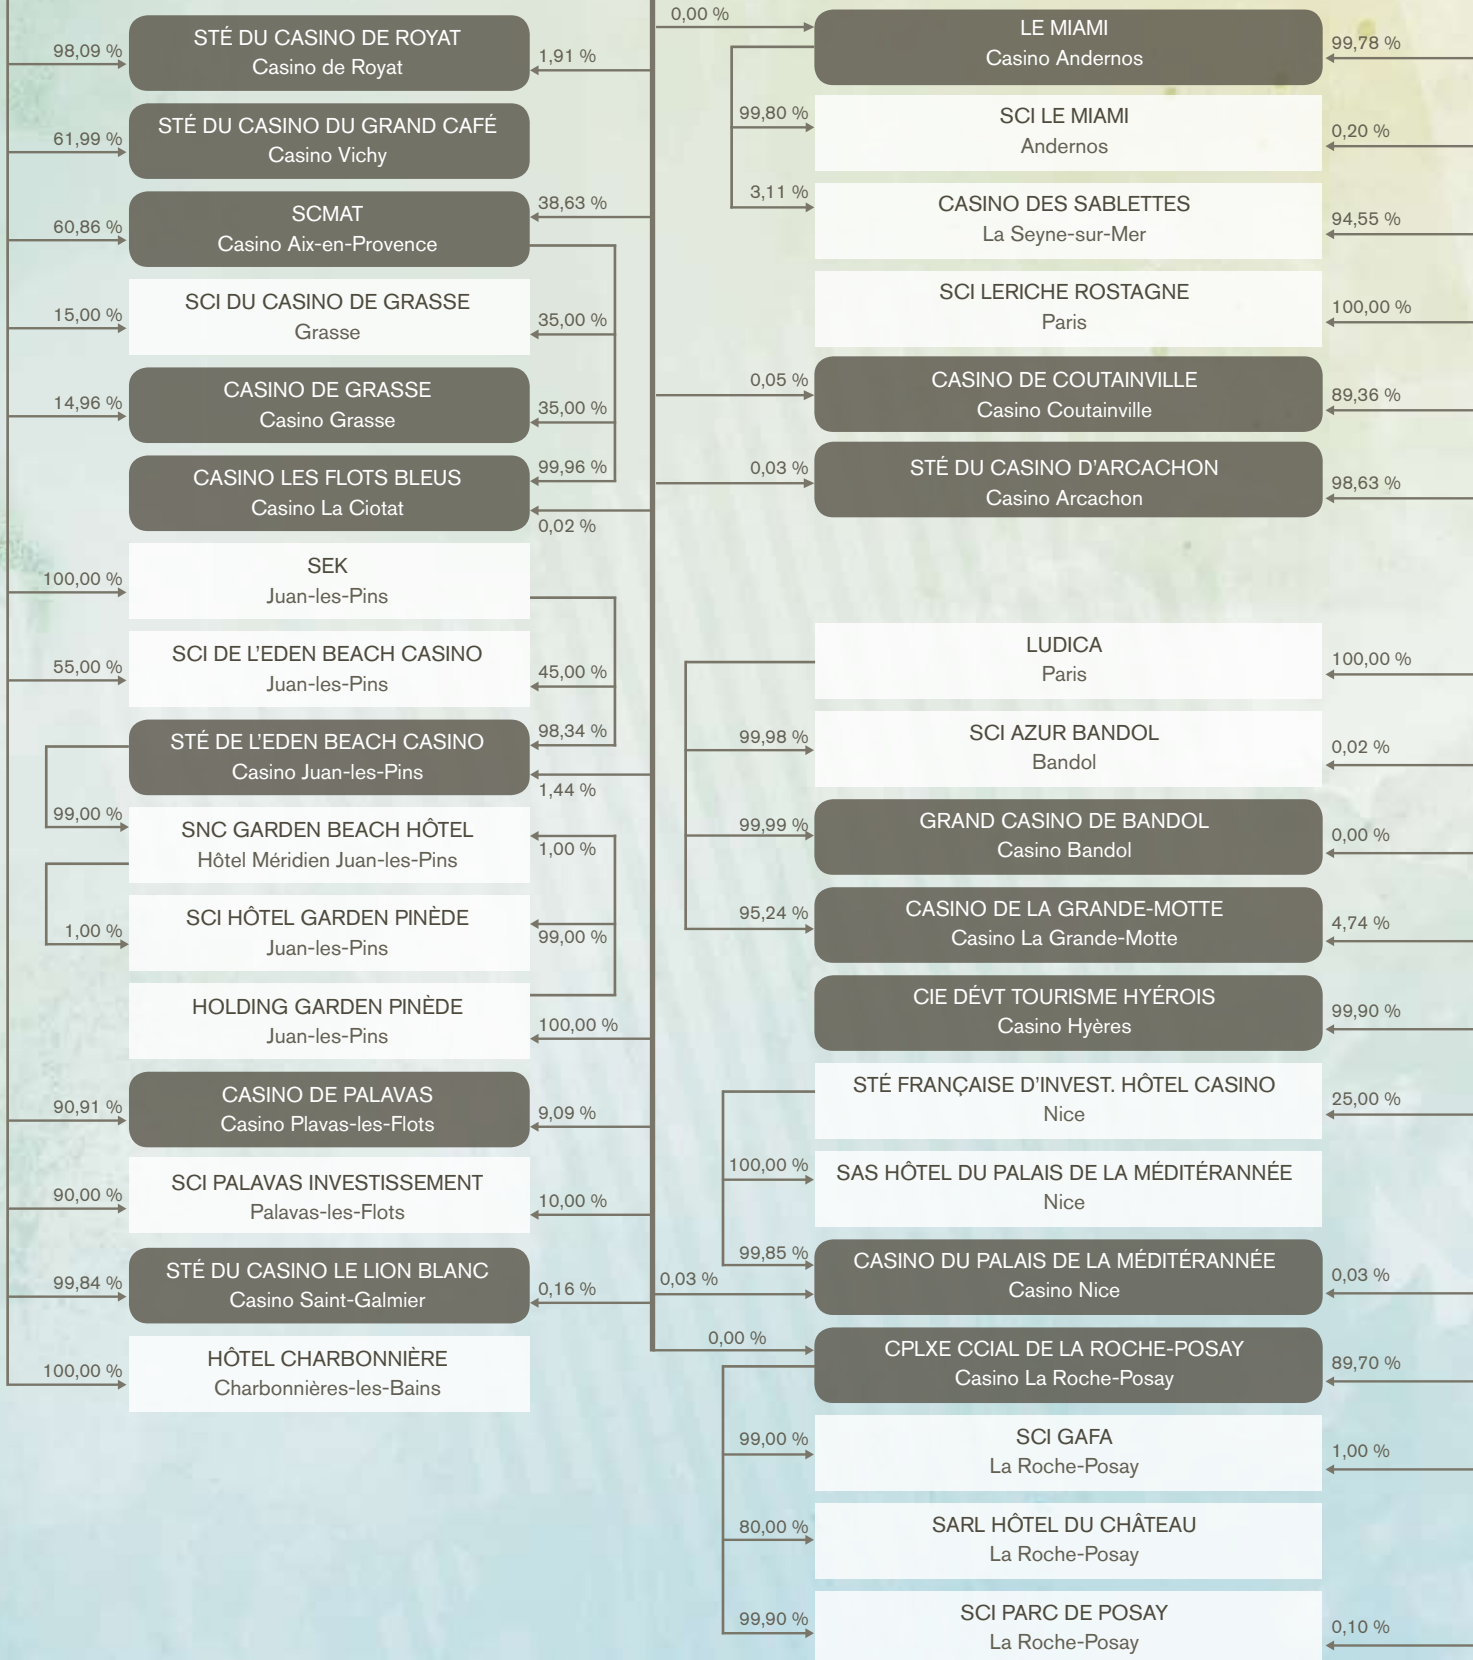 98,09 %
STÉ DU CASINO DE ROYAT
Casino de Royat
1,91 %
61,99 %
STÉ DU CASINO DU GRAND CAFÉ
Casino Vichy
60,86 %
SCMAT
Casino Aix-en-Provence
38,63 %
15,00 %
SCI DU CASINO DE GRASSE
Grasse
35,00 %
14,96 %
CASINO DE GRASSE
Casino Grasse
35,00 %
CASINO LES FLOTS BLEUS
Casino La Ciotat
99,96 %
0,02 %
100,00 %
SEK
Juan-les-Pins
55,00 %
SCI DE L'EDEN BEACH CASINO
Juan-les-Pins
45,00 %
STÉ DE L'EDEN BEACH CASINO
Casino Juan-les-Pins
98,34 %
1,44 %
99,00 %
SNC GARDEN BEACH HÔTEL
Hôtel Méridien Juan-les-Pins
1,00 %
1,00 %
SCI HÔTEL GARDEN PINÈDE
Juan-les-Pins
99,00 %
HOLDING GARDEN PINÈDE
Juan-les-Pins
100,00 %
90,91 %
CASINO DE PALAVAS
Casino Plavas-les-Flots
9,09 %
90,00 %
SCI PALAVAS INVESTISSEMENT
Palavas-les-Flots
10,00 %
99,84 %
STÉ DU CASINO LE LION BLANC
Casino Saint-Galmier
0,16 %
100,00 %
HÔTEL CHARBONNIÈRE
Charbonnières-les-Bains
0,00 %
LE MIAMI
Casino Andernos
99,78 %
99,80 %
SCI LE MIAMI
Andernos
0,20 %
3,11 %
CASINO DES SABLETTES
La Seyne-sur-Mer
94,55 %
SCI LERICHE ROSTAGNE
Paris
100,00 %
0,05 %
CASINO DE COUTAINVILLE
Casino Coutainville
89,36 %
0,03 %
STÉ DU CASINO D'ARCACHON
Casino Arcachon
98,63 %
LUDICA
Paris
100,00 %
99,98 %
SCI AZUR BANDOL
Bandol
0,02 %
99,99 %
GRAND CASINO DE BANDOL
Casino Bandol
0,00 %
95,24 %
CASINO DE LA GRANDE-MOTTE
Casino La Grande-Motte
4,74 %
CIE DÉVT TOURISME HYÉROIS
Casino Hyères
99,90 %
STÉ FRANÇAISE D'INVEST. HÔTEL CASINO
Nice
25,00 %
100,00 %
SAS HÔTEL DU PALAIS DE LA MÉDITÉRANNÉE
Nice
99,85 %
0,03 %
CASINO DU PALAIS DE LA MÉDITÉRANNÉE
Casino Nice
0,03 %
0,00 %
CPLXE CCIAL DE LA ROCHE-POSAY
Casino La Roche-Posay
89,70 %
99,00 %
SCI GAFA
La Roche-Posay
1,00 %
80,00 %
SARL HÔTEL DU CHÂTEAU
La Roche-Posay
99,90 %
SCI PARC DE POSAY
La Roche-Posay
0,10 %